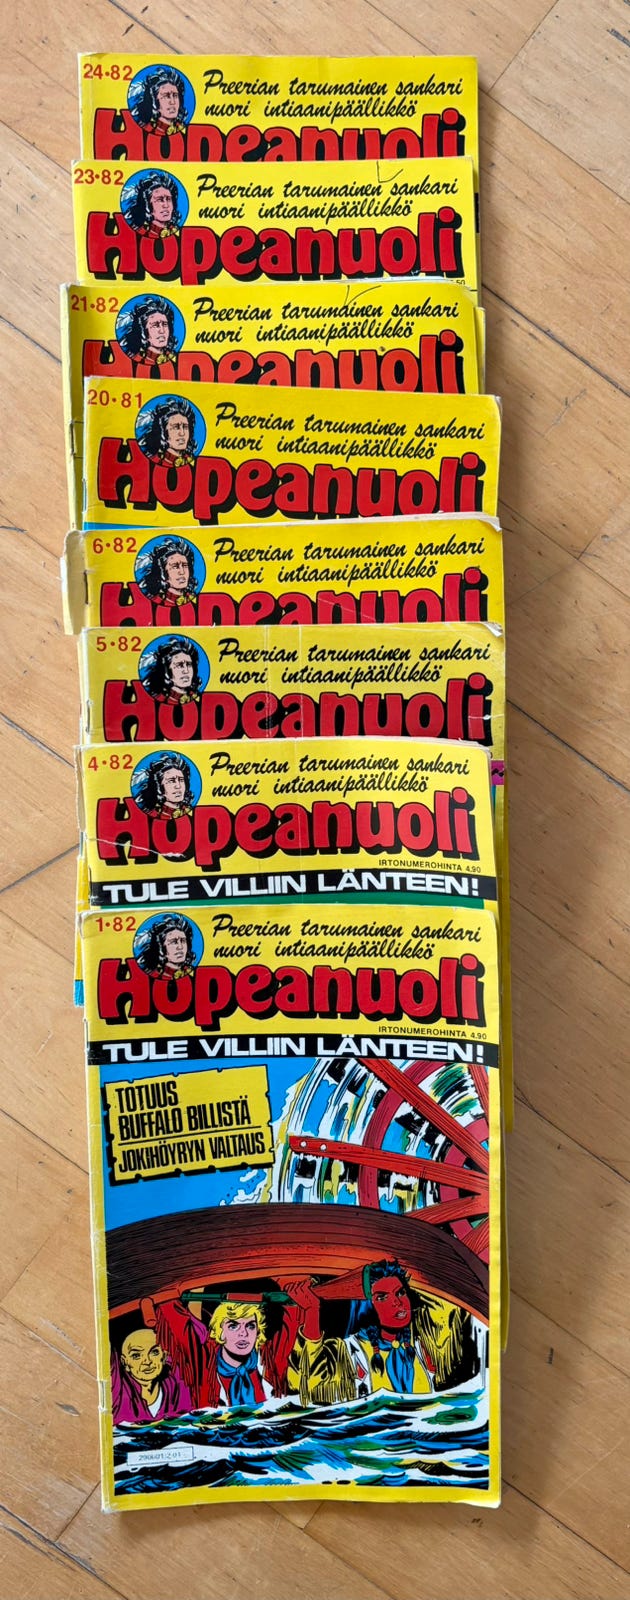 24•82
Preerian tarumainen sankari
nuori intiaanipäällikkö
Hopeanuoli
23•82
Preerian tarumainen sankari
nuori intiaanipäällikkö
Hopeanuoli
21•82
Preerian tarumainen sankari
nuori intiaanipäällikkö
Hopeanuoli
20•81
Preerian tarumainen sankari
nuori intiaanipäällikkö
Hopeanuoli
6•82
Preerian tarumainen sankari
nuori intiaanipäällikkö
Hopeanuoli
5•82
Preerian tarumainen sankari
nuori intiaanipäällikkö
Hopeanuoli
4•82
Preerian tarumainen sankari
nuori intiaanipäällikkö
Hopeanuoli
IRTONUMEROHINTA 4.90
TULE VILLIIN LÄNTEEN!
1•82
Preerian tarumainen sankari
nuori intiaanipäällikkö
Hopeanuoli
IRTONUMEROHINTA 4.90
TULE VILLIIN LÄNTEEN!
TOTUUS
BUFFALO BILLISTÄ
JOKIHÖYRYN VALTAUS